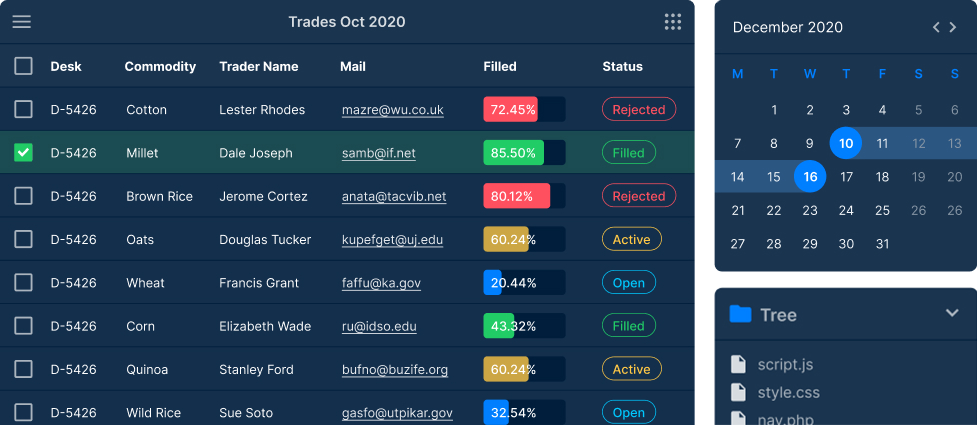 Trades Oct 2020
Desk Commodity Trader Name Mail Filled Status
D-5426 Cotton Lester Rhodes mazre@wu.co.uk 72.45% Rejected
D-5426 Millet Dale Joseph samb@if.net 85.50% Filled
D-5426 Brown Rice Jerome Cortez anata@tacvib.net 80.12% Rejected
D-5426 Oats Douglas Tucker kupefget@uj.edu 60.24% Active
D-5426 Wheat Francis Grant faffu@ka.gov 20.44% Open
D-5426 Corn Elizabeth Wade ru@idso.edu 43.32% Filled
D-5426 Quinoa Stanley Ford bufno@buzife.org 60.24% Active
D-5426 Wild Rice Sue Soto gasfo@utpikar.gov 32.54% Open
December 2020
M T W T F S S
1 2 3 4 5 6
7 8 9 10 11 12 13
14 15 16 17 18 19 20
21 22 23 24 25 26 26
27 28 29 30 31
Tree
script.js
style.css
nav.php